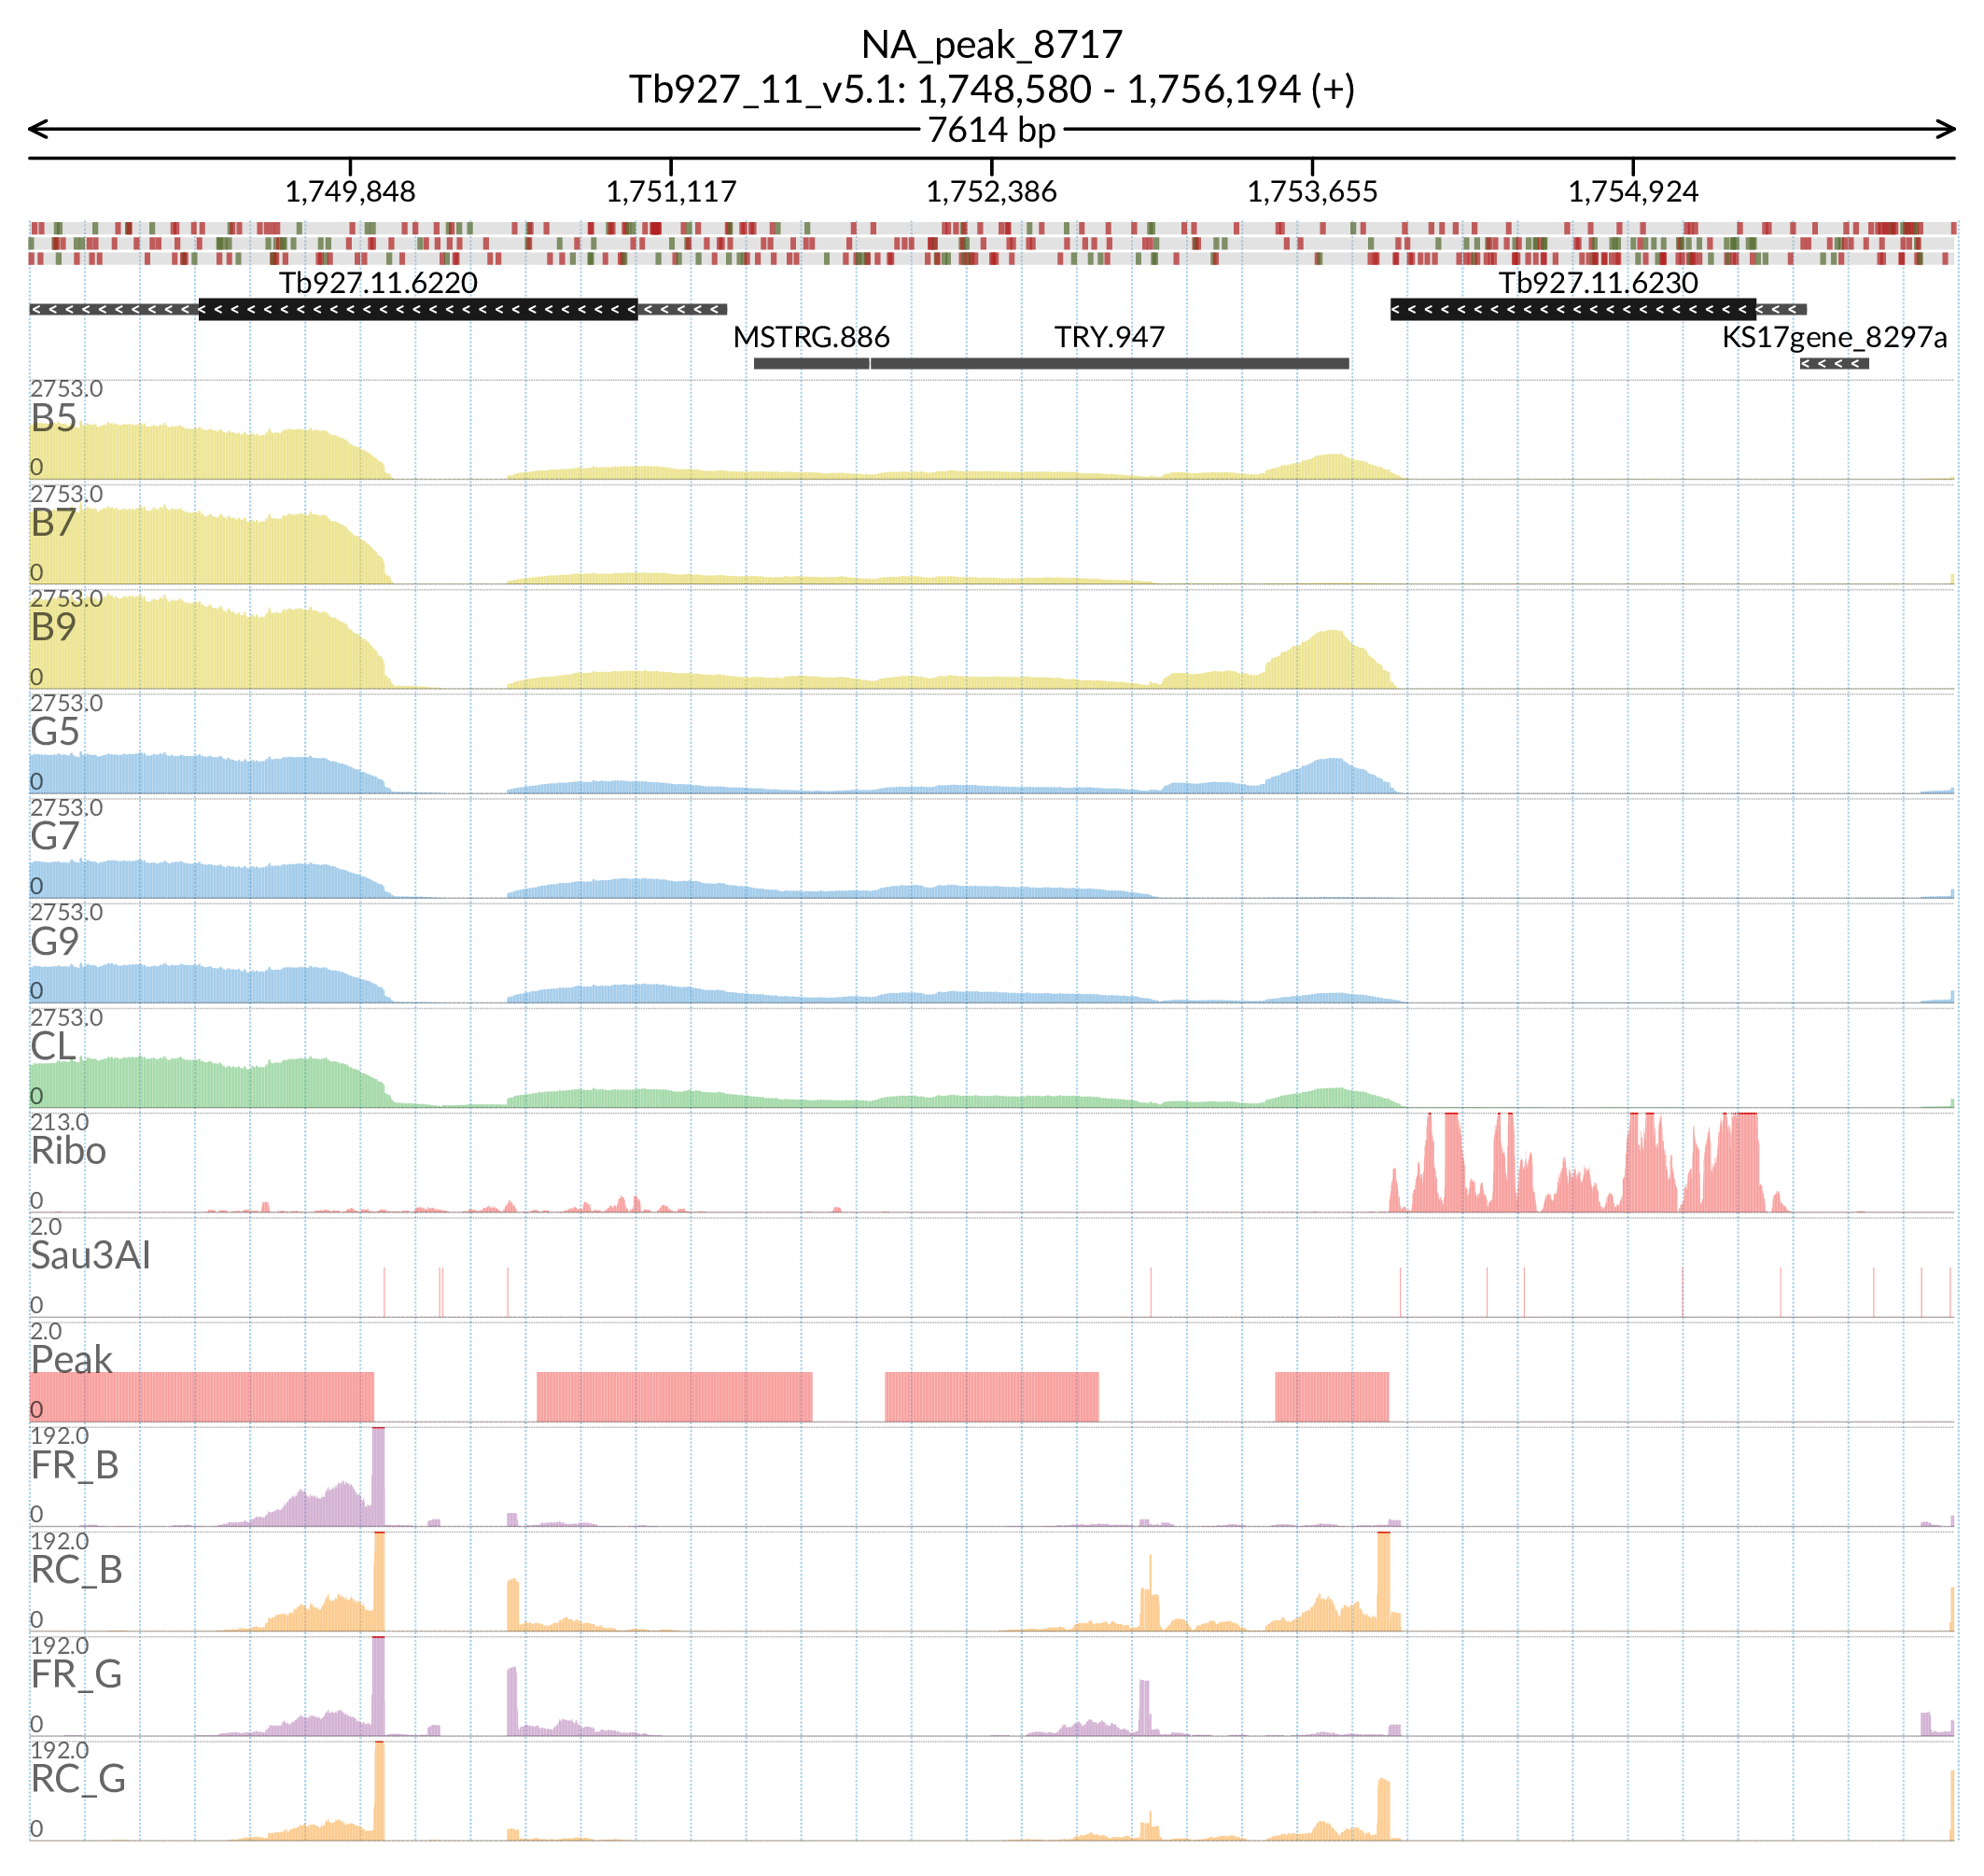 NA_peak_8717
Tb927_11_v5.1: 1,748,580 - 1,756,194 (+)
7614 bp
1,749,848 1,751,117 1,752,386 1,753,655 1,754,924
Tb927.11.6220 Tb927.11.6230
MSTRG.886 TRY.947 KS17gene_8297a
2753.0
B5
0
2753.0
B7
0
2753.0
B9
0
2753.0
G5
0
2753.0
G7
0
2753.0
G9
0
2753.0
CL
0
213.0
Ribo
0
2.0
Sau3AI
0
2.0
Peak
0
192.0
FR_B
0
192.0
RC_B
0
192.0
FR_G
0
192.0
RC_G
0